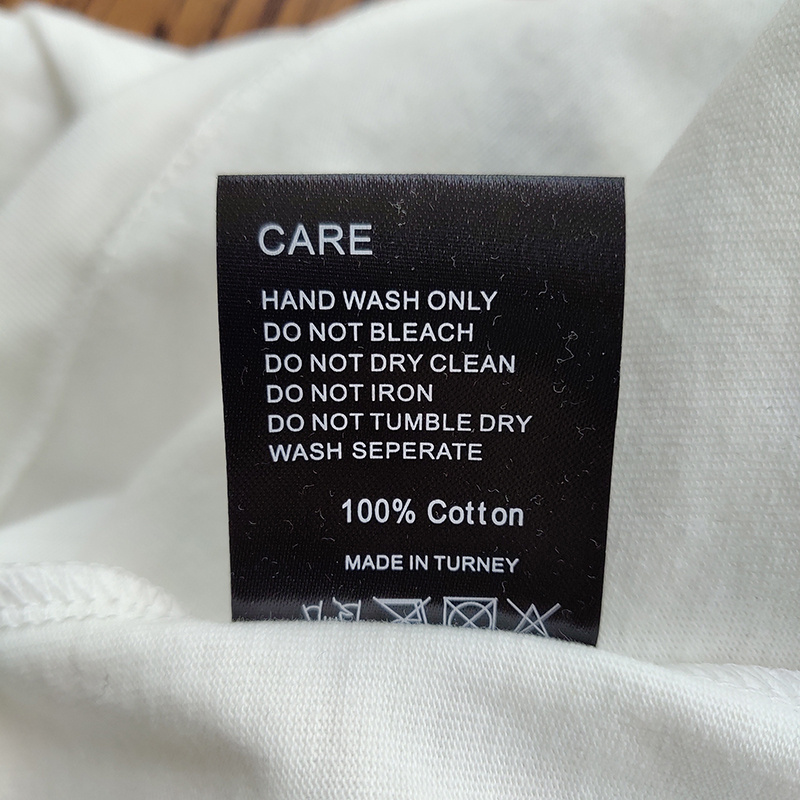 CARE
HAND WASH ONLY
DO NOT BLEACH
DO NOT DRY CLEAN
DO NOT IRON
DO NOT TUMBLE DRY
WASH SEPERATE
100% Cotton
MADE IN TURNEY